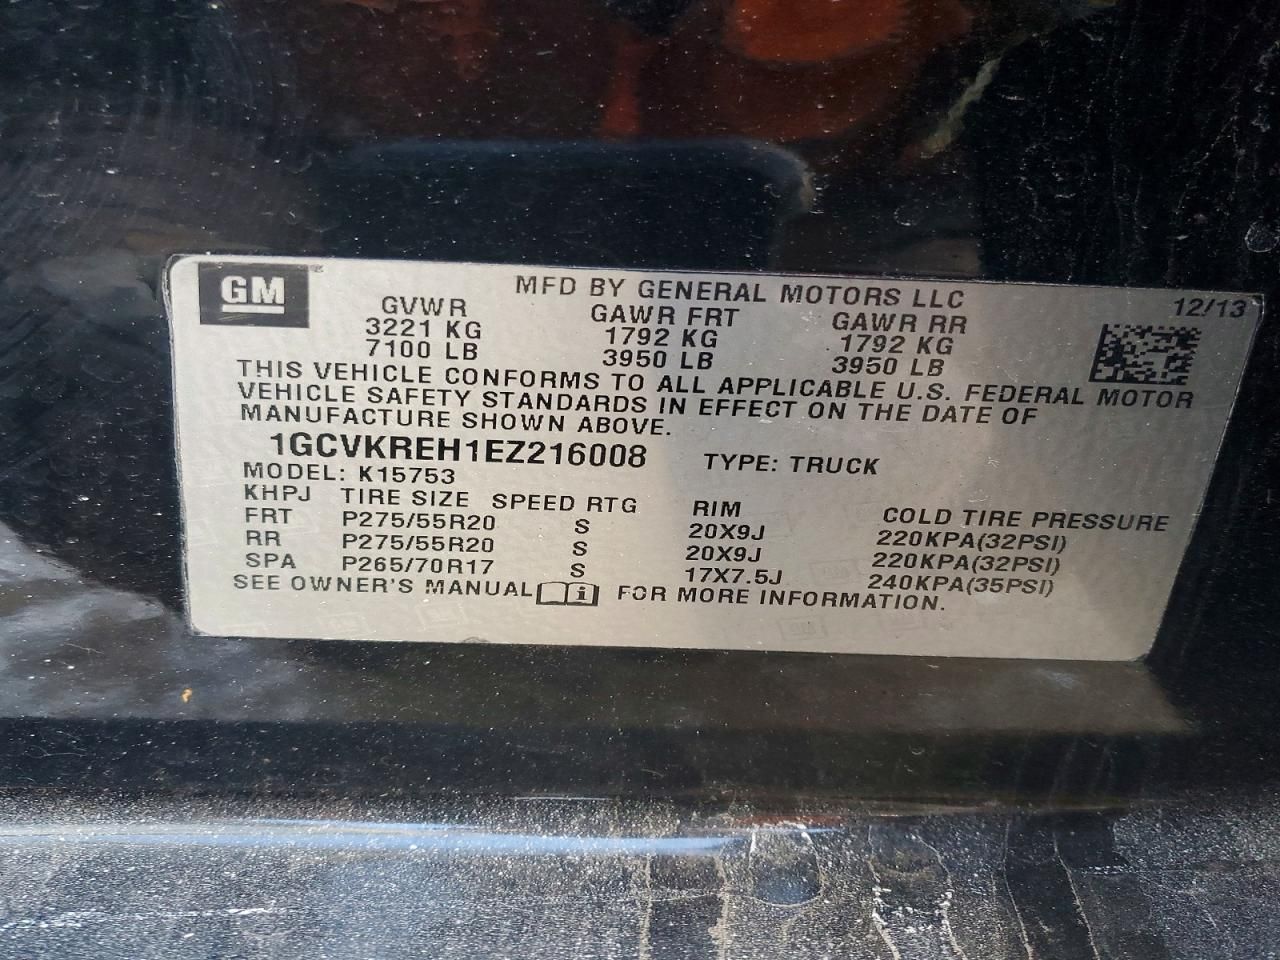 GM
MFD BY GENERAL MOTORS LLC 12/13
GVWR GAWR FRT GAWR RR
3221 KG 1792 KG 1792 KG
7100 LB 3950 LB 3950 LB
THIS VEHICLE CONFORMS TO ALL APPLICABLE U.S. FEDERAL MOTOR
VEHICLE SAFETY STANDARDS IN EFFECT ON THE DATE OF
MANUFACTURE SHOWN ABOVE.
1GCVKREH1EZ216008 TYPE: TRUCK
MODEL: K15753
KHPJ TIRE SIZE SPEED RTG RIM COLD TIRE PRESSURE
FRT P275/55R20 S 20X9J 220KPA(32PSI)
RR P275/55R20 S 20X9J 220KPA(32PSI)
SPA P265/70R17 S 17X7.5J 240KPA(35PSI)
SEE OWNER'S MANUAL i FOR MORE INFORMATION.